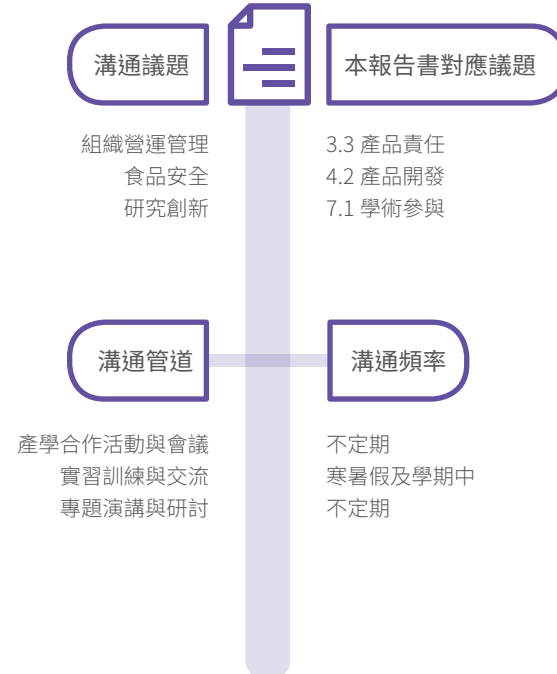 溝通議題
組織營運管理
食品安全
研究創新
本報告書對應議題
3.3 產品責任
4.2 產品開發
7.1 學術參與
溝通管道
產學合作活動與會議
實習訓練與交流
專題演講與研討
溝通頻率
不定期
寒暑假及學期中
不定期